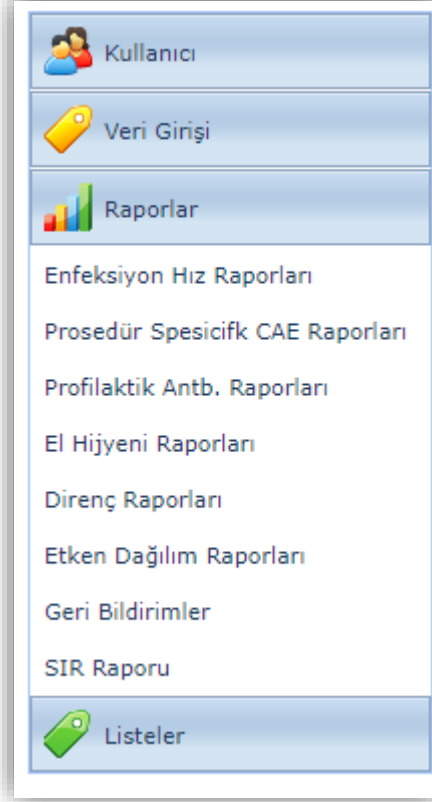 Kullanıcı
Veri Girişi
Raporlar
Enfeksiyon Hız Raporları
Prosedür Spesicifk CAE Raporları
Profilaktik Antb. Raporları
El Hijyeni Raporları
Direnç Raporları
Etken Dağılım Raporları
Geri Bildirimler
SIR Raporu
Listeler